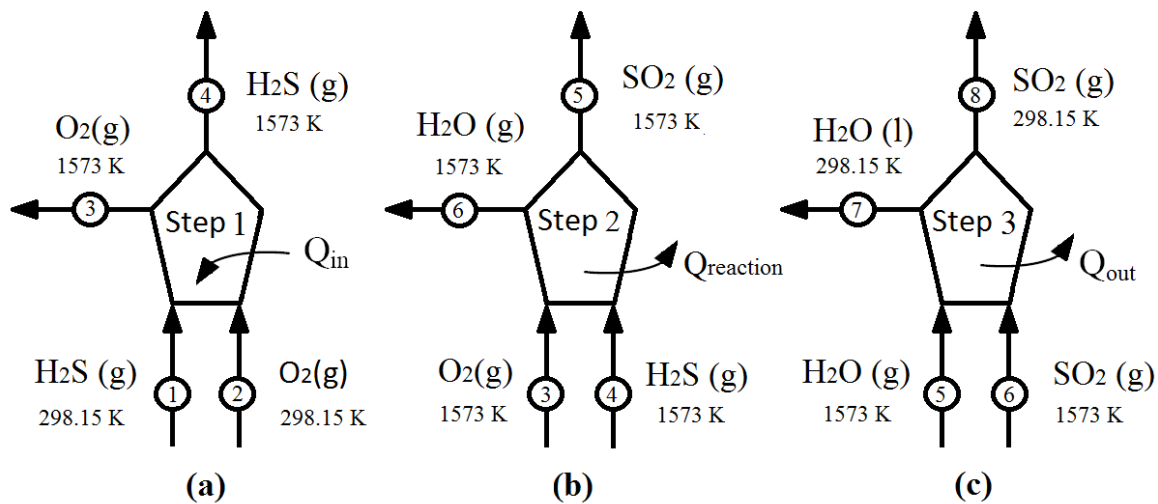 4
H2S (g)
1573 K
O2(g)
1573 K
3
Step 1
Qin
H2S (g)
298.15 K
1
2
O2(g)
298.15 K
(a)
5
SO2 (g)
1573 K.
H2O (g)
1573 K
6
Step 2
Qreaction
O2(g)
1573 K
3
4
H2S (g)
1573 K
(b)
8
SO2 (g)
298.15 K
H2O (l)
298.15 K
7
Step 3
Qout
H2O (g)
1573 K
5
6
SO2 (g)
1573 K
(c)